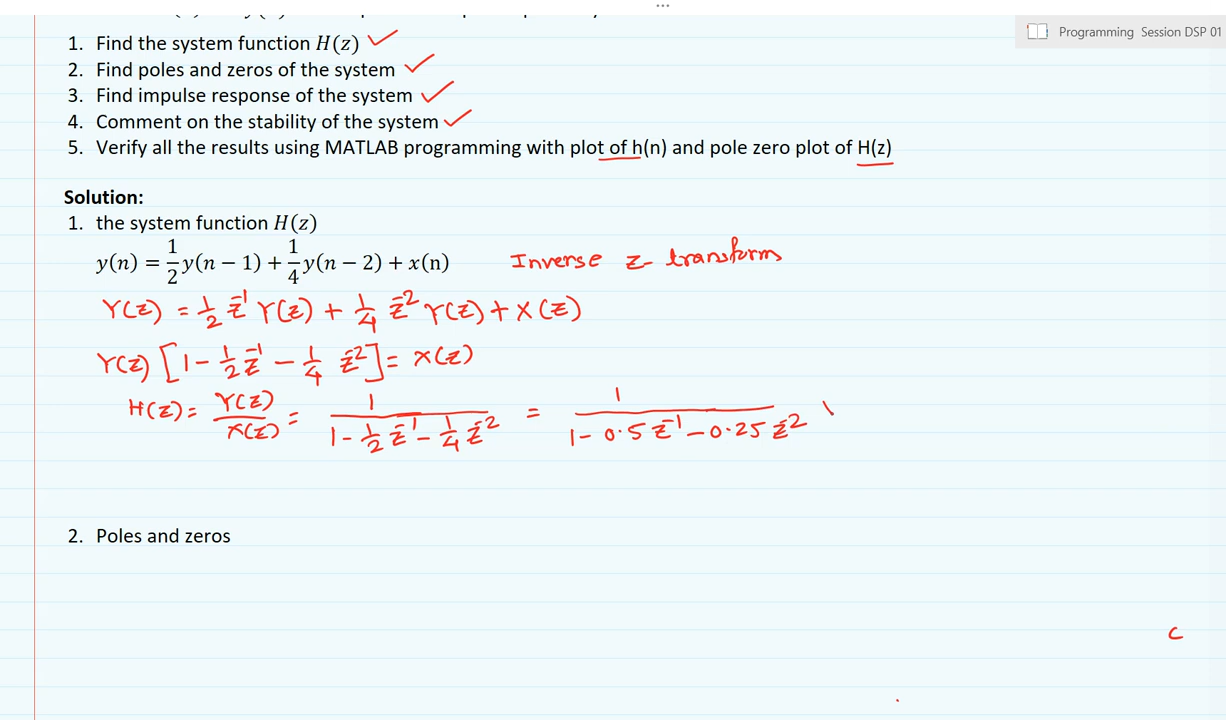 Programming Session DSP 01
1. Find the system function H(z)
2. Find poles and zeros of the system
3. Find impulse response of the system
4. Comment on the stability of the system
5. Verify all the results using MATLAB programming with plot of h(n) and pole zero plot of H(z)
Solution:
1. the system function H(z)
y(n) = 1/2 y(n − 1) + 1/4 y(n − 2) + x(n) Inverse z- transform
Y(z) = 1/2 z⁻¹ Y(z) + 1/4 z⁻² Y(z) + X(z)
Y(z) [1 - 1/2 z⁻¹ - 1/4 z⁻²] = X(z)
H(z) = Y(z)/X(z) = 1/(1 - 1/2 z⁻¹ - 1/4 z⁻²) = 1/(1 - 0.5 z⁻¹ - 0.25 z⁻²)
2. Poles and zeros
c